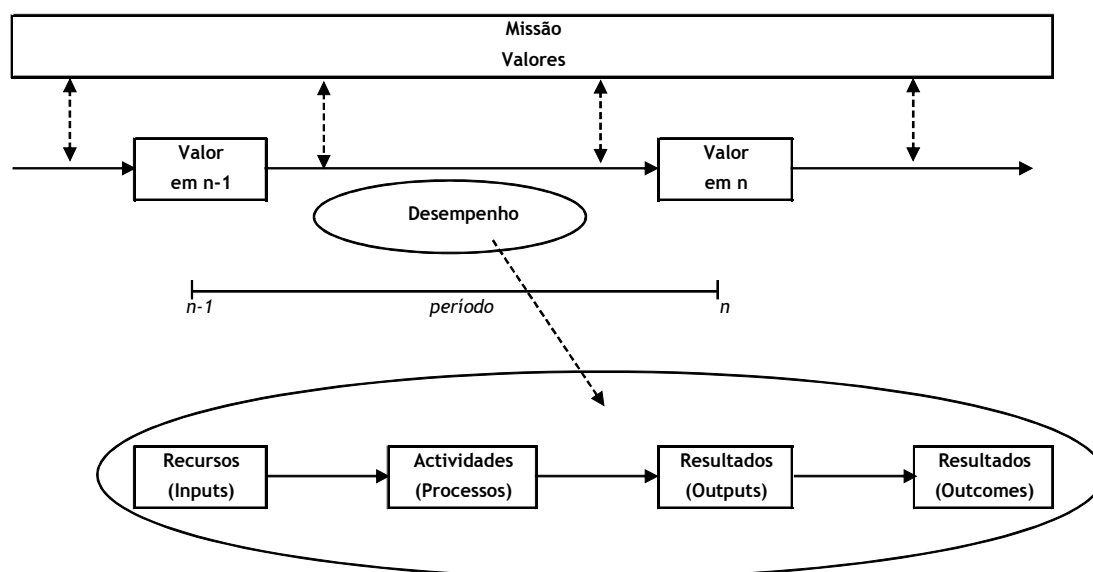 Missão
Valores
Valor
em n-1
Valor
em n
Desempenho
n-1
período
n
Recursos
(Inputs)
Actividades
(Processos)
Resultados
(Outputs)
Resultados
(Outcomes)